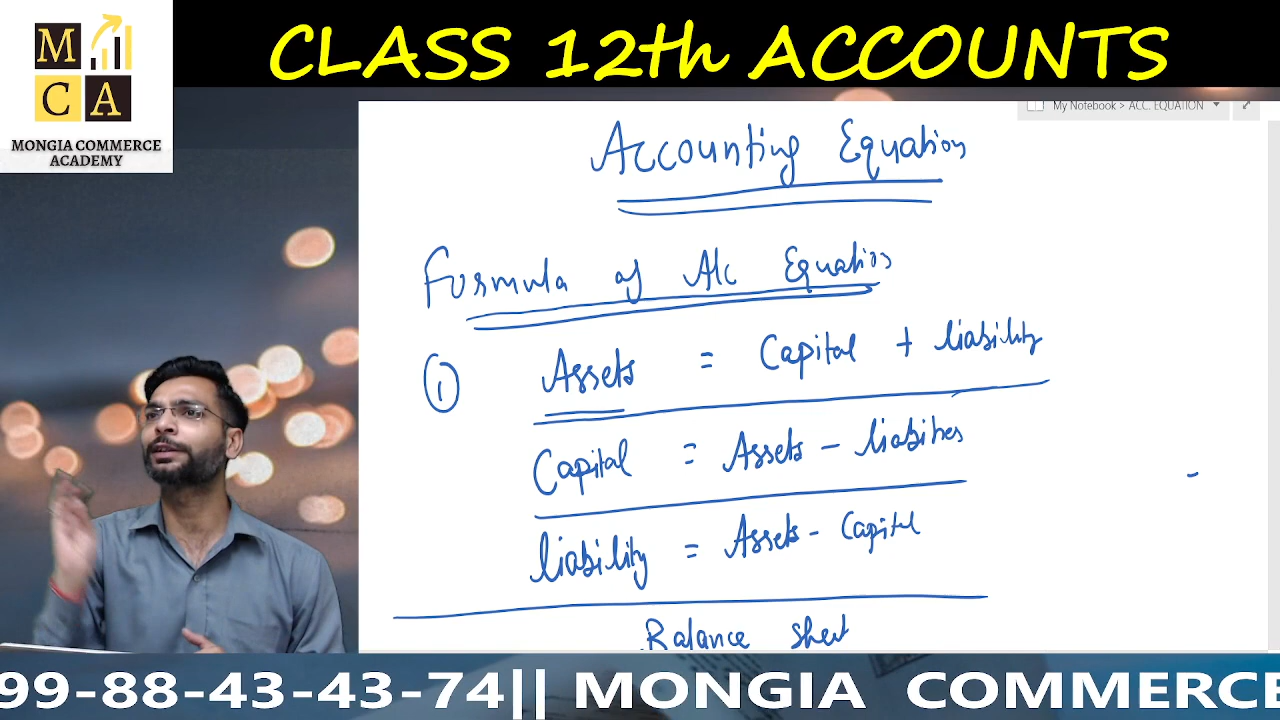 CLASS 12th ACCOUNTS
M
C A
MONGIA COMMERCE
ACADEMY
My Notebook > ACC. EQUATION
Accounting Equation
Formula of A/c Equation
① Assets = Capital + liability
Capital = Assets - liabilities
liability = Assets - Capital
Balance sheet
99-88-43-43-74|| MONGIA COMMERCE